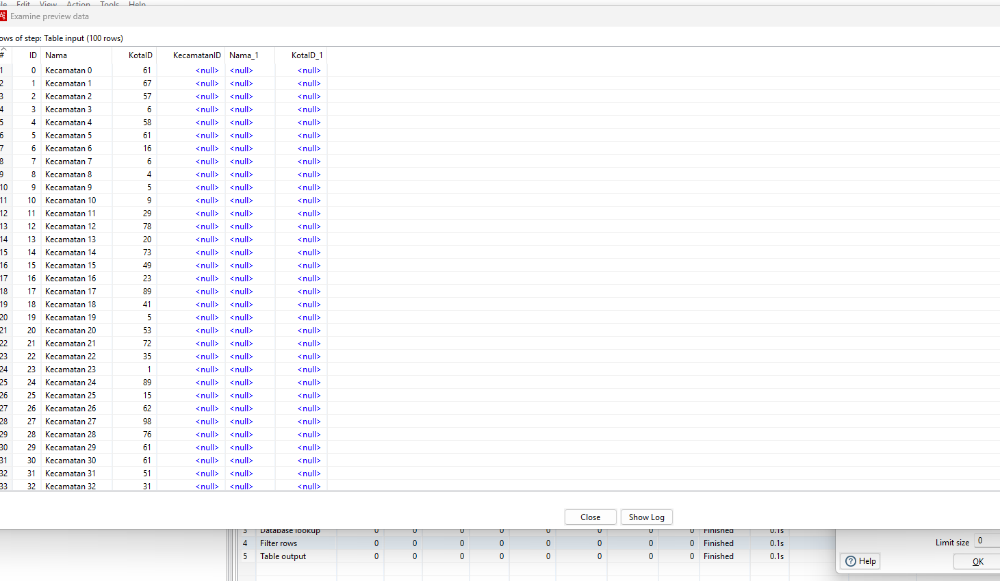 File Edit View Action Tools Help
Examine preview data
ows of step: Table input (100 rows)
# ID Nama KotaID KecamatanID Nama_1 KotaID_1
1 0 Kecamatan 0 61 <null> <null> <null>
2 1 Kecamatan 1 67 <null> <null> <null>
3 2 Kecamatan 2 57 <null> <null> <null>
4 3 Kecamatan 3 6 <null> <null> <null>
5 4 Kecamatan 4 58 <null> <null> <null>
6 5 Kecamatan 5 61 <null> <null> <null>
7 6 Kecamatan 6 16 <null> <null> <null>
8 7 Kecamatan 7 6 <null> <null> <null>
9 8 Kecamatan 8 4 <null> <null> <null>
10 9 Kecamatan 9 5 <null> <null> <null>
11 10 Kecamatan 10 9 <null> <null> <null>
12 11 Kecamatan 11 29 <null> <null> <null>
13 12 Kecamatan 12 78 <null> <null> <null>
14 13 Kecamatan 13 20 <null> <null> <null>
15 14 Kecamatan 14 73 <null> <null> <null>
16 15 Kecamatan 15 49 <null> <null> <null>
17 16 Kecamatan 16 23 <null> <null> <null>
18 17 Kecamatan 17 89 <null> <null> <null>
19 18 Kecamatan 18 41 <null> <null> <null>
20 19 Kecamatan 19 5 <null> <null> <null>
21 20 Kecamatan 20 53 <null> <null> <null>
22 21 Kecamatan 21 72 <null> <null> <null>
23 22 Kecamatan 22 35 <null> <null> <null>
24 23 Kecamatan 23 1 <null> <null> <null>
25 24 Kecamatan 24 89 <null> <null> <null>
26 25 Kecamatan 25 15 <null> <null> <null>
27 26 Kecamatan 26 62 <null> <null> <null>
28 27 Kecamatan 27 98 <null> <null> <null>
29 28 Kecamatan 28 76 <null> <null> <null>
30 29 Kecamatan 29 61 <null> <null> <null>
31 30 Kecamatan 30 61 <null> <null> <null>
32 31 Kecamatan 31 51 <null> <null> <null>
33 32 Kecamatan 32 31 <null> <null> <null>
Close Show Log
3 Database lookup 0 0 0 0 0 0 0 0 Finished 0.1s
4 Filter rows 0 0 0 0 0 0 0 0 Finished 0.1s
5 Table output 0 0 0 0 0 0 0 0 Finished 0.1s
Limit size 0
Help OK